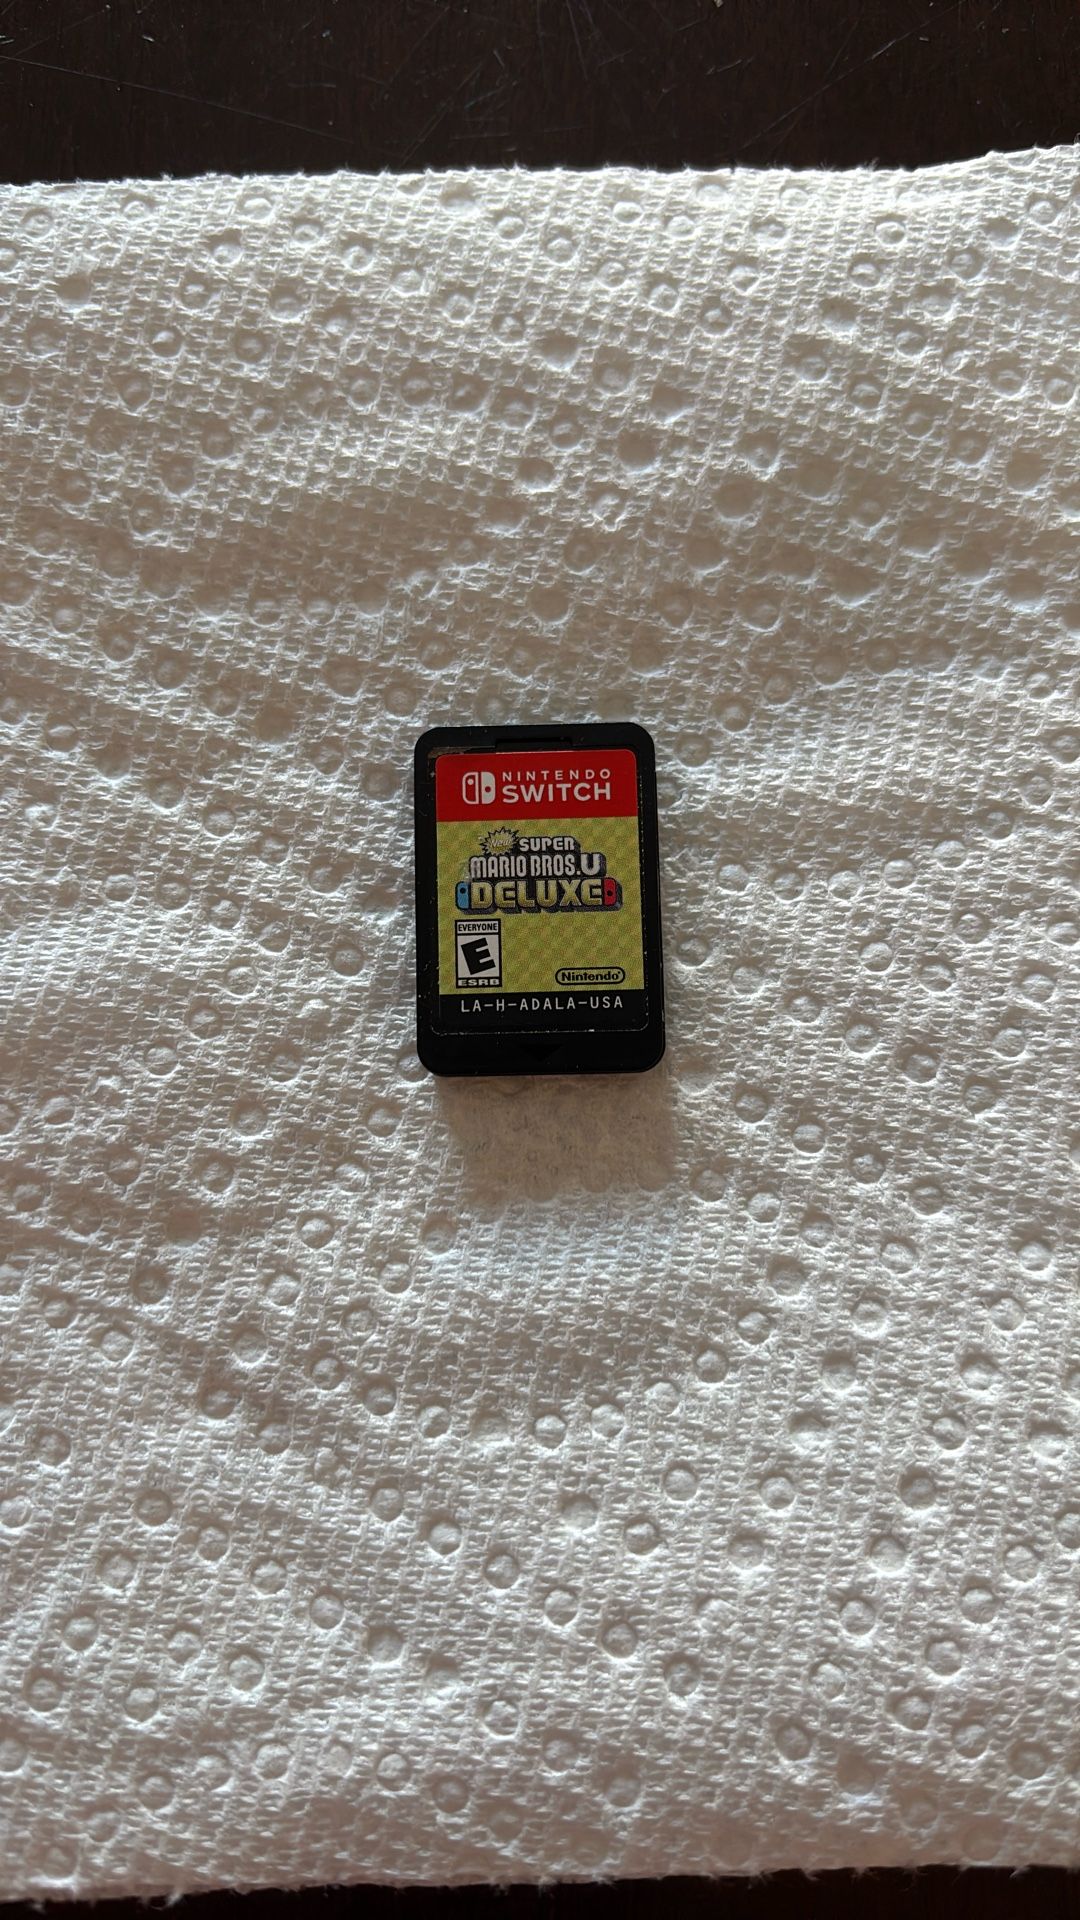 NINTENDO
SWITCH
New SUPER
MARIO BROS.U
DELUXE
EVERYONE
E
ESRB
Nintendo
LA-H-ADALA-USA